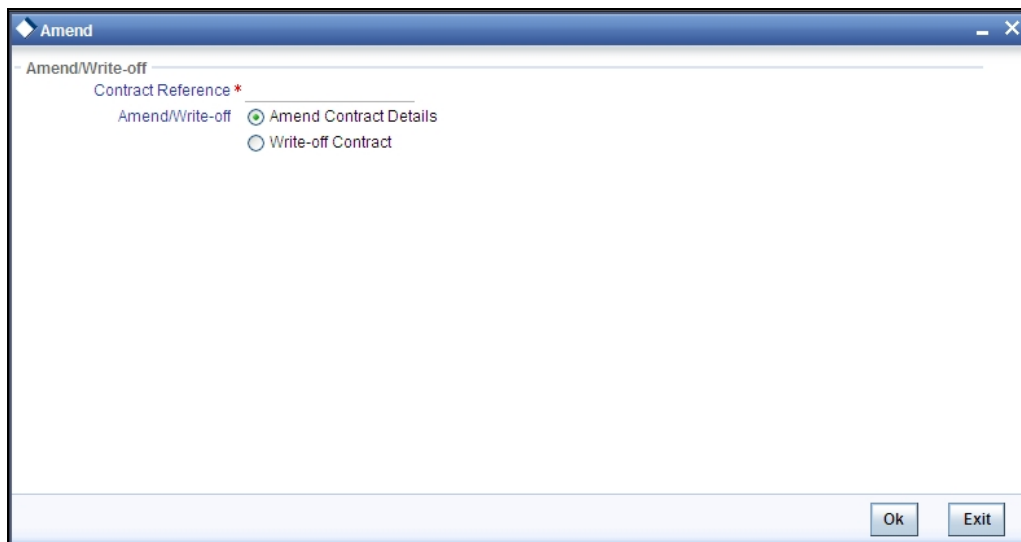 Amend
Amend/Write-off
Contract Reference *
Amend/Write-off Amend Contract Details
Write-off Contract
Ok Exit